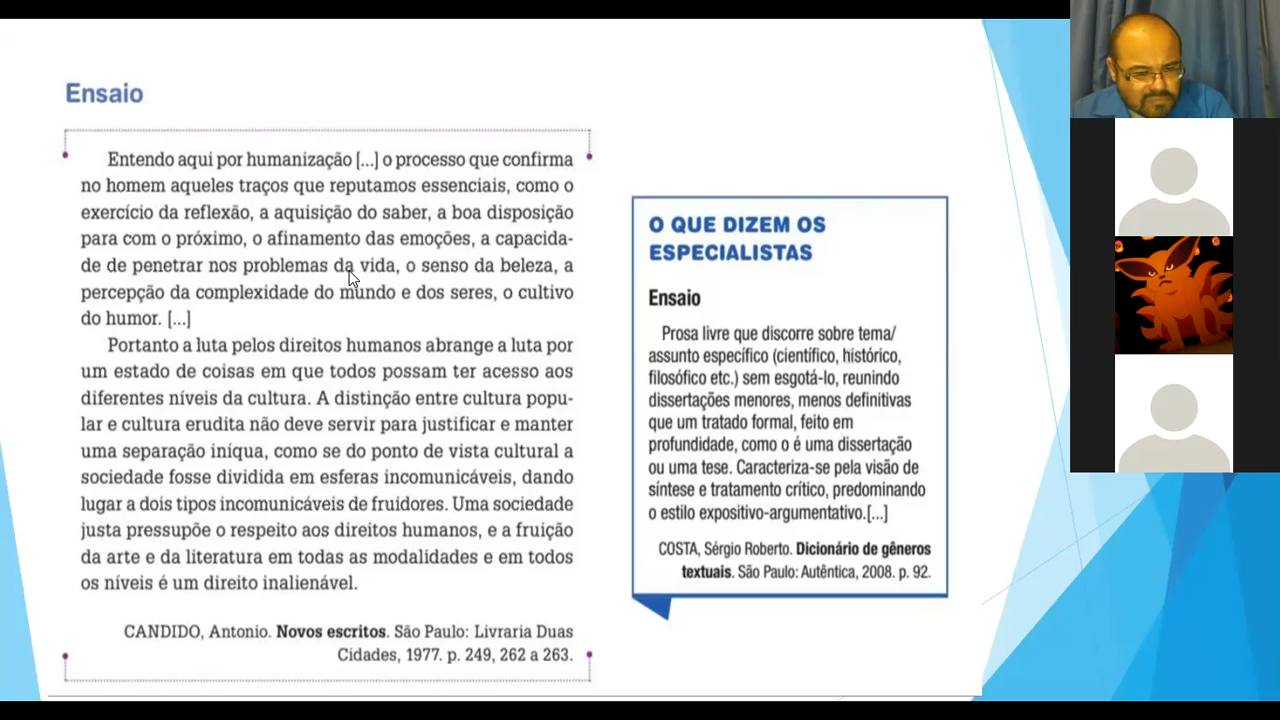 Ensaio
Entendo aqui por humanização [...] o processo que confirma
no homem aqueles traços que reputamos essenciais, como o
exercício da reflexão, a aquisição do saber, a boa disposição
para com o próximo, o afinamento das emoções, a capacida-
de de penetrar nos problemas da vida, o senso da beleza, a
percepção da complexidade do mundo e dos seres, o cultivo
do humor. [...]
Portanto a luta pelos direitos humanos abrange a luta por
um estado de coisas em que todos possam ter acesso aos
diferentes níveis da cultura. A distinção entre cultura popu-
lar e cultura erudita não deve servir para justificar e manter
uma separação iníqua, como se do ponto de vista cultural a
sociedade fosse dividida em esferas incomunicáveis, dando
lugar a dois tipos incomunicáveis de fruidores. Uma sociedade
justa pressupõe o respeito aos direitos humanos, e a fruição
da arte e da literatura em todas as modalidades e em todos
os níveis é um direito inalienável.
CANDIDO, Antonio. Novos escritos. São Paulo: Livraria Duas
Cidades, 1977. p. 249, 262 a 263.
O QUE DIZEM OS
ESPECIALISTAS
Ensaio
Prosa livre que discorre sobre tema/
assunto específico (científico, histórico,
filosófico etc.) sem esgotá-lo, reunindo
dissertações menores, menos definitivas
que um tratado formal, feito em
profundidade, como o é uma dissertação
ou uma tese. Caracteriza-se pela visão de
síntese e tratamento crítico, predominando
o estilo expositivo-argumentativo.[...]
COSTA, Sérgio Roberto. Dicionário de gêneros
textuais. São Paulo: Autêntica, 2008. p. 92.